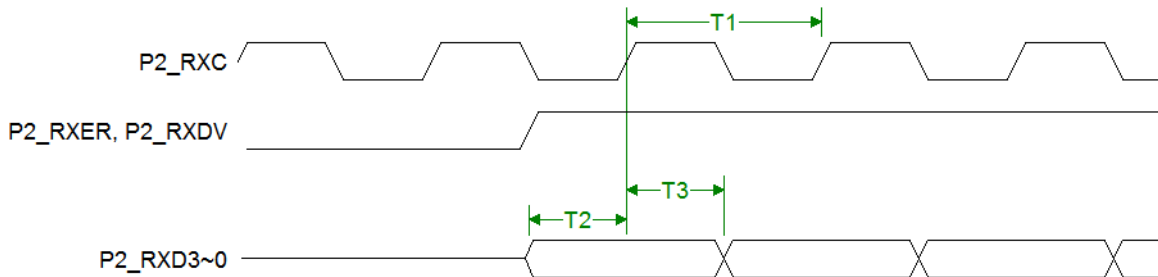 T1
P2_RXC
P2_RXER, P2_RXDV
T3
T2
P2_RXD3~0